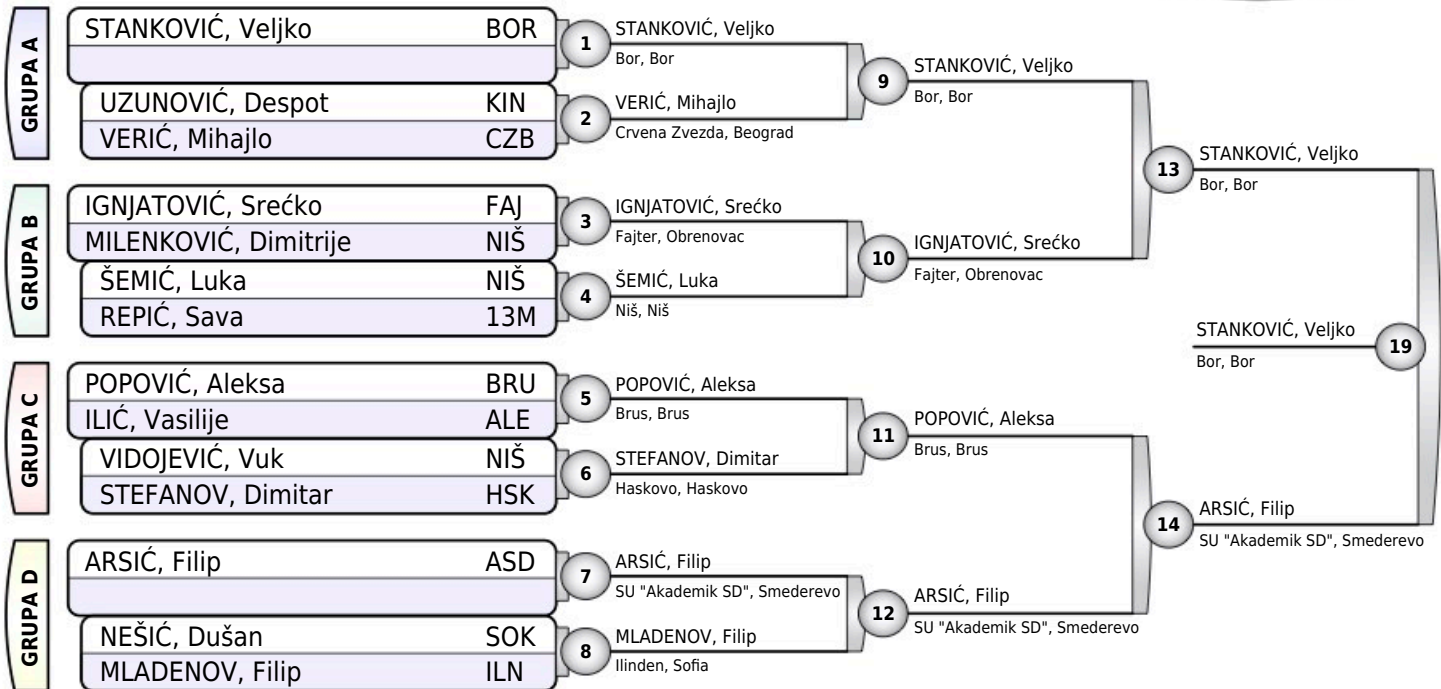 GRUPA A
STANKOVIĆ, Veljko BOR
UZUNOVIĆ, Despot KIN
VERIĆ, Mihajlo CZB
GRUPA B
IGNJATOVIĆ, Srećko FAJ
MILENKOVIĆ, Dimitrije NIŠ
ŠEMIĆ, Luka NIŠ
REPIĆ, Sava 13M
GRUPA C
POPOVIĆ, Aleksa BRU
ILIĆ, Vasilije ALE
VIDOJEVIĆ, Vuk NIŠ
STEFANOV, Dimitar HSK
GRUPA D
ARSIĆ, Filip ASD
NEŠIĆ, Dušan SOK
MLADENOV, Filip ILN
1
STANKOVIĆ, Veljko
Bor, Bor
2
VERIĆ, Mihajlo
Crvena Zvezda, Beograd
3
IGNJATOVIĆ, Srećko
Fajter, Obrenovac
4
ŠEMIĆ, Luka
Niš, Niš
5
POPOVIĆ, Aleksa
Brus, Brus
6
STEFANOV, Dimitar
Haskovo, Haskovo
7
ARSIĆ, Filip
SU "Akademik SD", Smederevo
8
MLADENOV, Filip
Ilinden, Sofia
9
STANKOVIĆ, Veljko
Bor, Bor
10
IGNJATOVIĆ, Srećko
Fajter, Obrenovac
11
POPOVIĆ, Aleksa
Brus, Brus
12
ARSIĆ, Filip
SU "Akademik SD", Smederevo
13
STANKOVIĆ, Veljko
Bor, Bor
14
ARSIĆ, Filip
SU "Akademik SD", Smederevo
STANKOVIĆ, Veljko
Bor, Bor
19